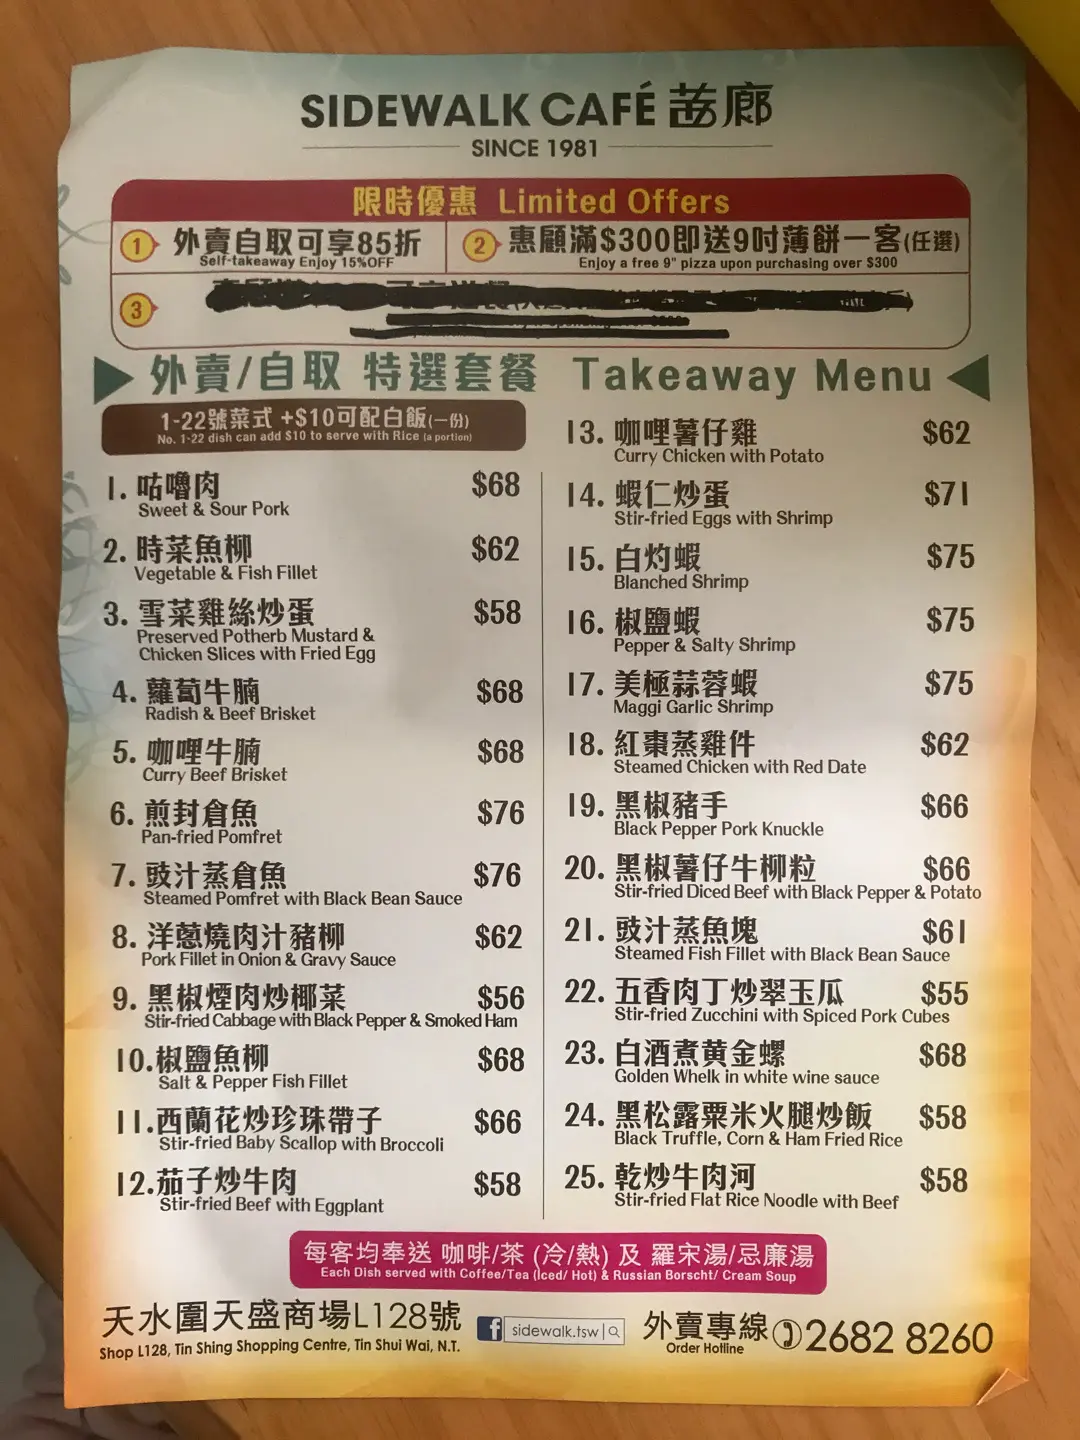 SIDEWALK CAFÉ 茜廊
SINCE 1981
限時優惠 Limited Offers
1 外賣自取可享85折
Self-takeaway Enjoy 15%OFF
2 惠顧滿$300即送9吋薄餅一客(任選)
Enjoy a free 9" pizza upon purchasing over $300
3
外賣/自取 特選套餐 Takeaway Menu
1-22號菜式 +$10可配白飯(一份)
No. 1-22 dish can add $10 to serve with Rice (a portion)
1. 咕嚕肉 $68
Sweet & Sour Pork
2. 時菜魚柳 $62
Vegetable & Fish Fillet
3. 雪菜雞絲炒蛋 $58
Preserved Potherb Mustard &
Chicken Slices with Fried Egg
4. 蘿蔔牛腩 $68
Radish & Beef Brisket
5. 咖哩牛腩 $68
Curry Beef Brisket
6. 煎封倉魚 $76
Pan-fried Pomfret
7. 豉汁蒸倉魚 $76
Steamed Pomfret with Black Bean Sauce
8. 洋蔥燒肉汁豬柳 $62
Pork Fillet in Onion & Gravy Sauce
9. 黑椒煙肉炒椰菜 $56
Stir-fried Cabbage with Black Pepper & Smoked Ham
10.椒鹽魚柳 $68
Salt & Pepper Fish Fillet
11.西蘭花炒珍珠帶子 $66
Stir-fried Baby Scallop with Broccoli
12.茄子炒牛肉 $58
Stir-fried Beef with Eggplant
13. 咖哩薯仔雞 $62
Curry Chicken with Potato
14. 蝦仁炒蛋 $71
Stir-fried Eggs with Shrimp
15. 白灼蝦 $75
Blanched Shrimp
16. 椒鹽蝦 $75
Pepper & Salty Shrimp
17. 美極蒜蓉蝦 $75
Maggi Garlic Shrimp
18. 紅棗蒸雞件 $62
Steamed Chicken with Red Date
19. 黑椒豬手 $66
Black Pepper Pork Knuckle
20. 黑椒薯仔牛柳粒 $66
Stir-fried Diced Beef with Black Pepper & Potato
21. 豉汁蒸魚塊 $61
Steamed Fish Fillet with Black Bean Sauce
22. 五香肉丁炒翠玉瓜 $55
Stir-fried Zucchini with Spiced Pork Cubes
23. 白酒煮黄金螺 $68
Golden Whelk in white wine sauce
24. 黑松露粟米火腿炒飯 $58
Black Truffle, Corn & Ham Fried Rice
25. 乾炒牛肉河 $58
Stir-fried Flat Rice Noodle with Beef
每客均奉送 咖啡/茶 (冷/熱) 及 羅宋湯/忌廉湯
Each Dish served with Coffee/Tea (Iced/ Hot) & Russian Borscht/ Cream Soup
天水圍天盛商場L128號
Shop L128, Tin Shing Shopping Centre, Tin Shui Wai, N.T.
f sidewalk.tsw
外賣專線 2682 8260
Order Hotline